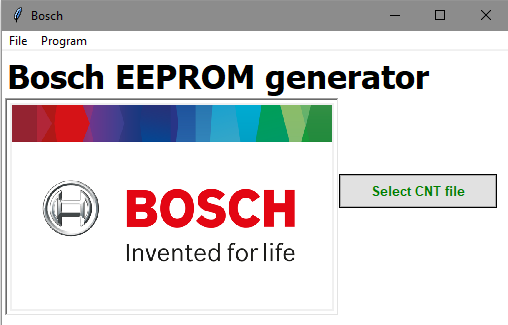 Bosch
File Program
Bosch EEPROM generator
BOSCH
Invented for life
Select CNT file